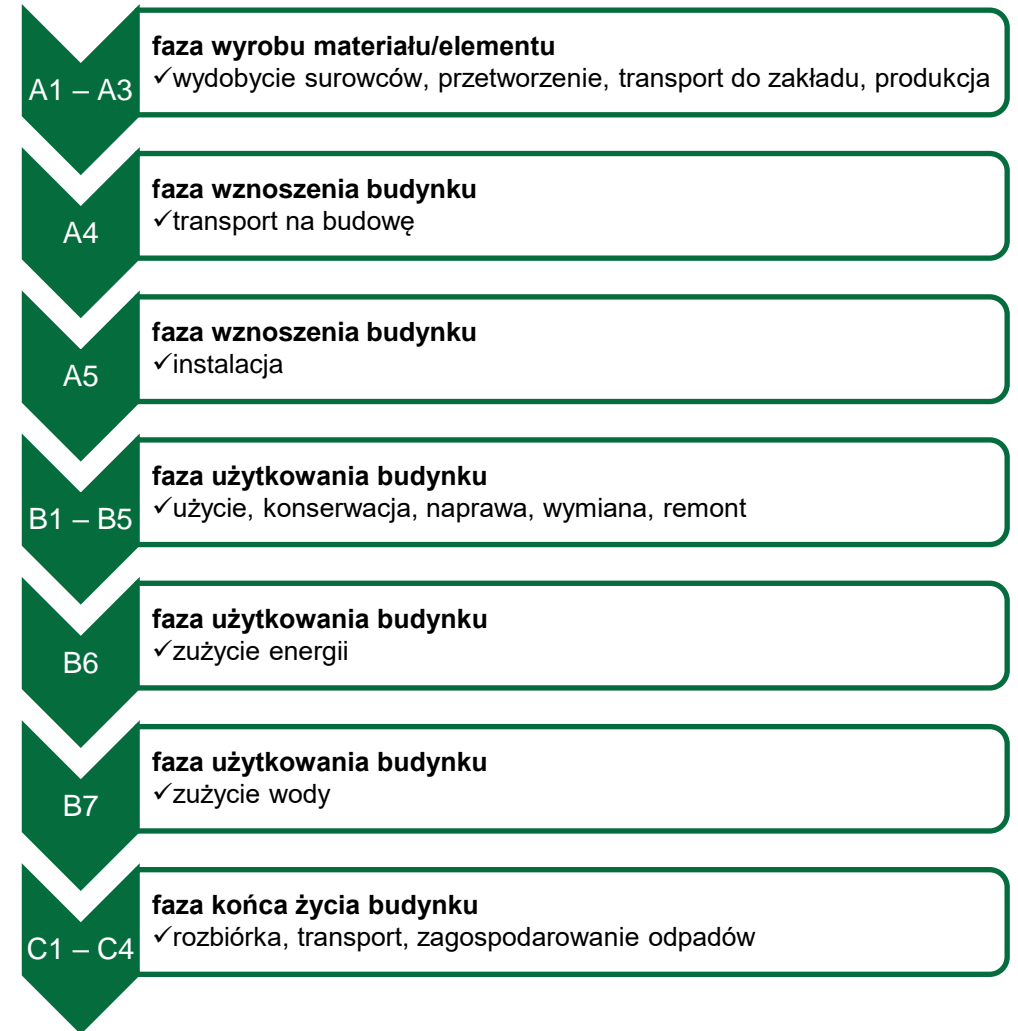 A1 – A3
faza wyrobu materiału/elementu
✓wydobycie surowców, przetworzenie, transport do zakładu, produkcja
A4
faza wznoszenia budynku
✓transport na budowę
A5
faza wznoszenia budynku
✓instalacja
B1 – B5
faza użytkowania budynku
✓użycie, konserwacja, naprawa, wymiana, remont
B6
faza użytkowania budynku
✓zużycie energii
B7
faza użytkowania budynku
✓zużycie wody
C1 – C4
faza końca życia budynku
✓rozbiórka, transport, zagospodarowanie odpadów